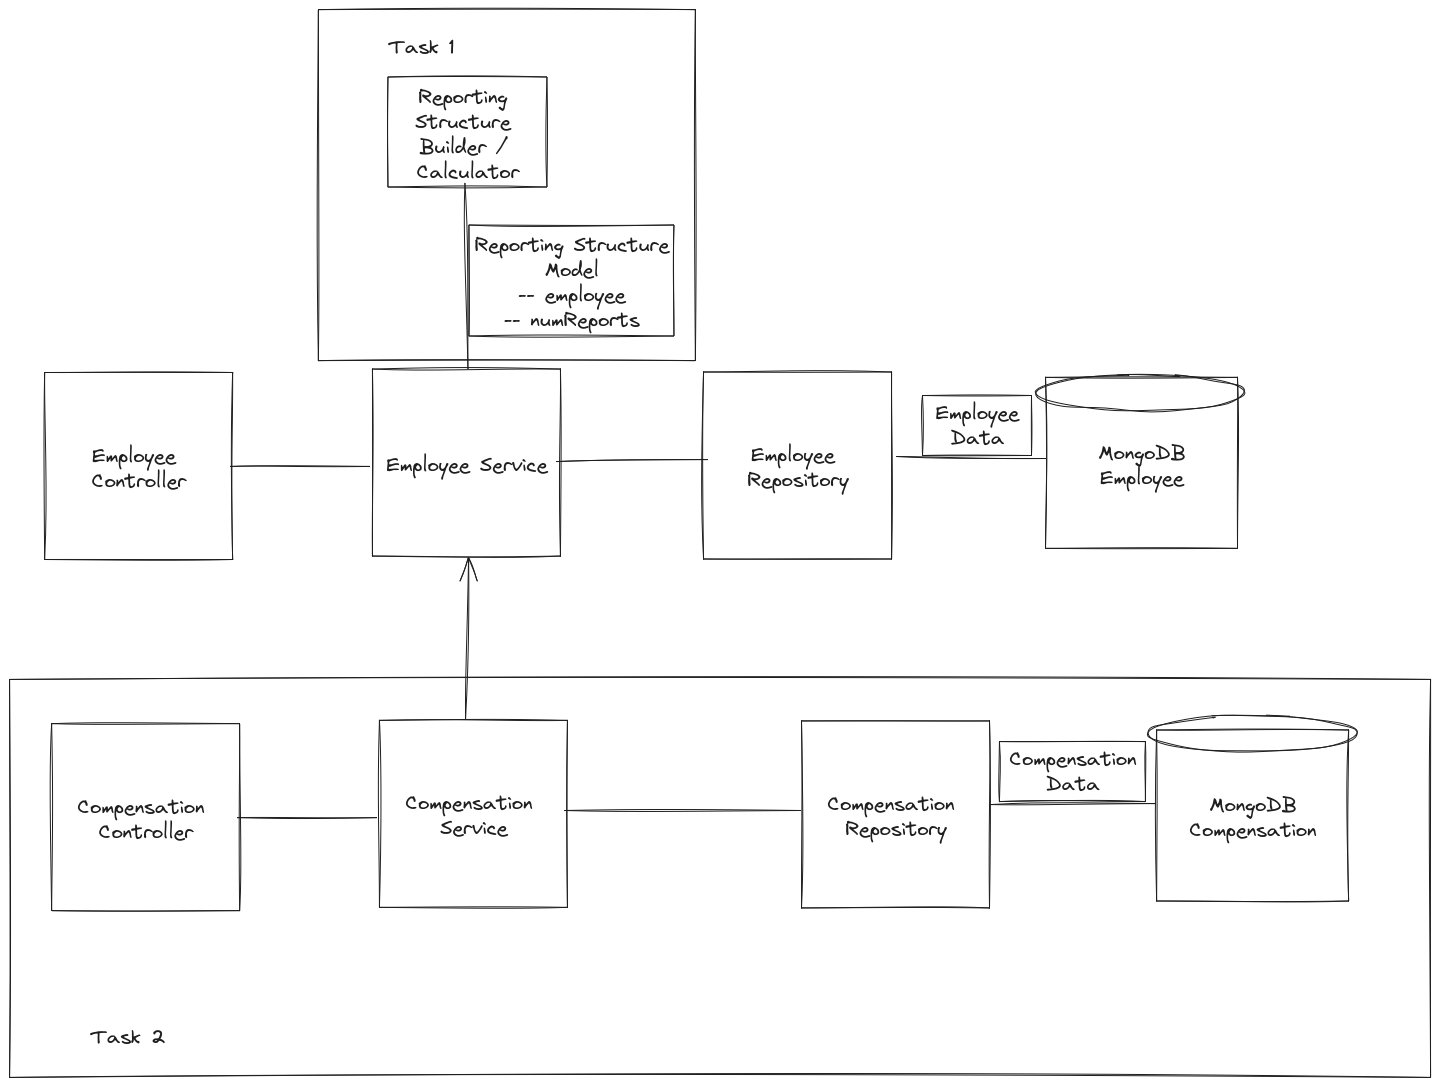 Task 1
Reporting
Structure
Builder /
Calculator
Reporting Structure
Model
-- employee
-- numReports
Employee
Controller
Employee Service
Employee
Repository
Employee
Data
MongoDB
Employee
Compensation
Controller
Compensation
Service
Compensation
Repository
Compensation
Data
MongoDB
Compensation
Task 2